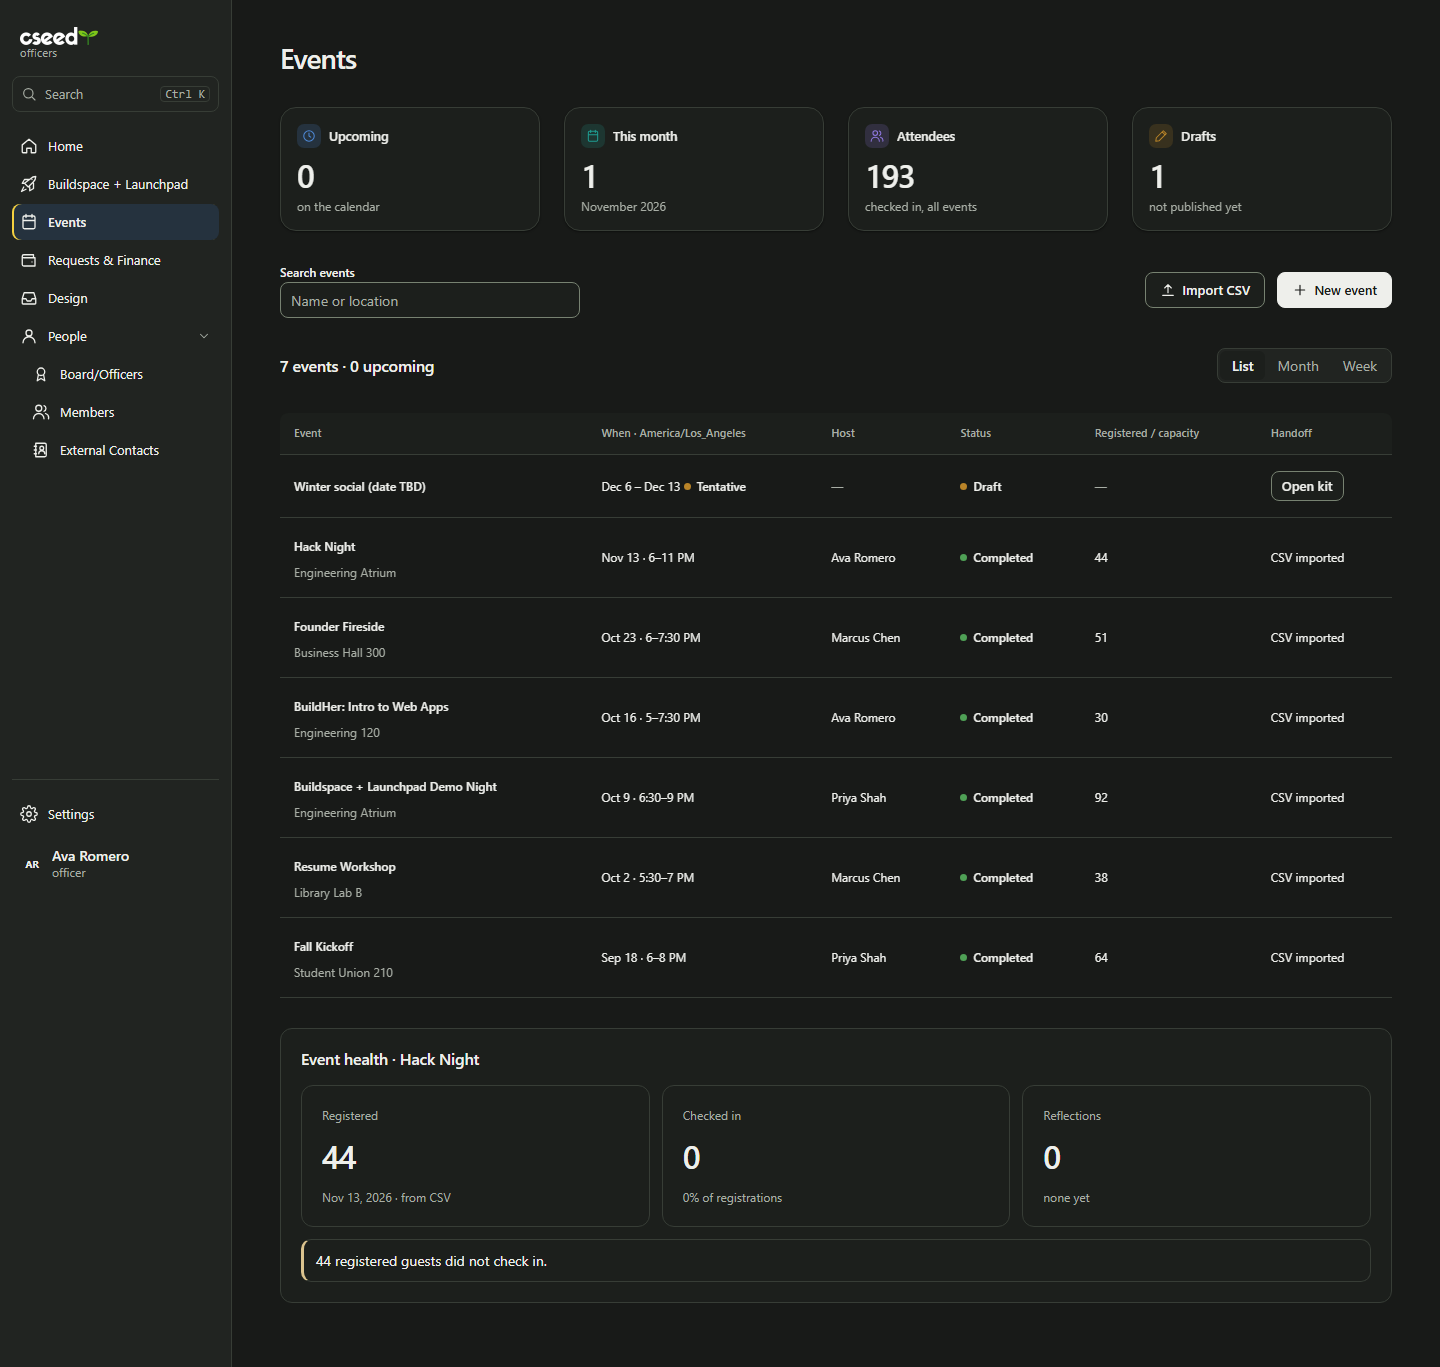 cseed
officers
Search
Ctrl K
Home
Buildspace + Launchpad
Events
Requests & Finance
Design
People
Board/Officers
Members
External Contacts
Settings
AR
Ava Romero
officer
Events
Upcoming
0
on the calendar
This month
1
November 2026
Attendees
193
checked in, all events
Drafts
1
not published yet
Search events
Name or location
Import CSV
New event
7 events · 0 upcoming
List Month Week
Event When · America/Los_Angeles Host Status Registered / capacity Handoff
Winter social (date TBD) Dec 6 – Dec 13 Tentative — Draft — Open kit
Hack Night
Engineering Atrium
Nov 13 · 6–11 PM Ava Romero Completed 44 CSV imported
Founder Fireside
Business Hall 300
Oct 23 · 6–7:30 PM Marcus Chen Completed 51 CSV imported
BuildHer: Intro to Web Apps
Engineering 120
Oct 16 · 5–7:30 PM Ava Romero Completed 30 CSV imported
Buildspace + Launchpad Demo Night
Engineering Atrium
Oct 9 · 6:30–9 PM Priya Shah Completed 92 CSV imported
Resume Workshop
Library Lab B
Oct 2 · 5:30–7 PM Marcus Chen Completed 38 CSV imported
Fall Kickoff
Student Union 210
Sep 18 · 6–8 PM Priya Shah Completed 64 CSV imported
Event health · Hack Night
Registered
44
Nov 13, 2026 · from CSV
Checked in
0
0% of registrations
Reflections
0
none yet
44 registered guests did not check in.